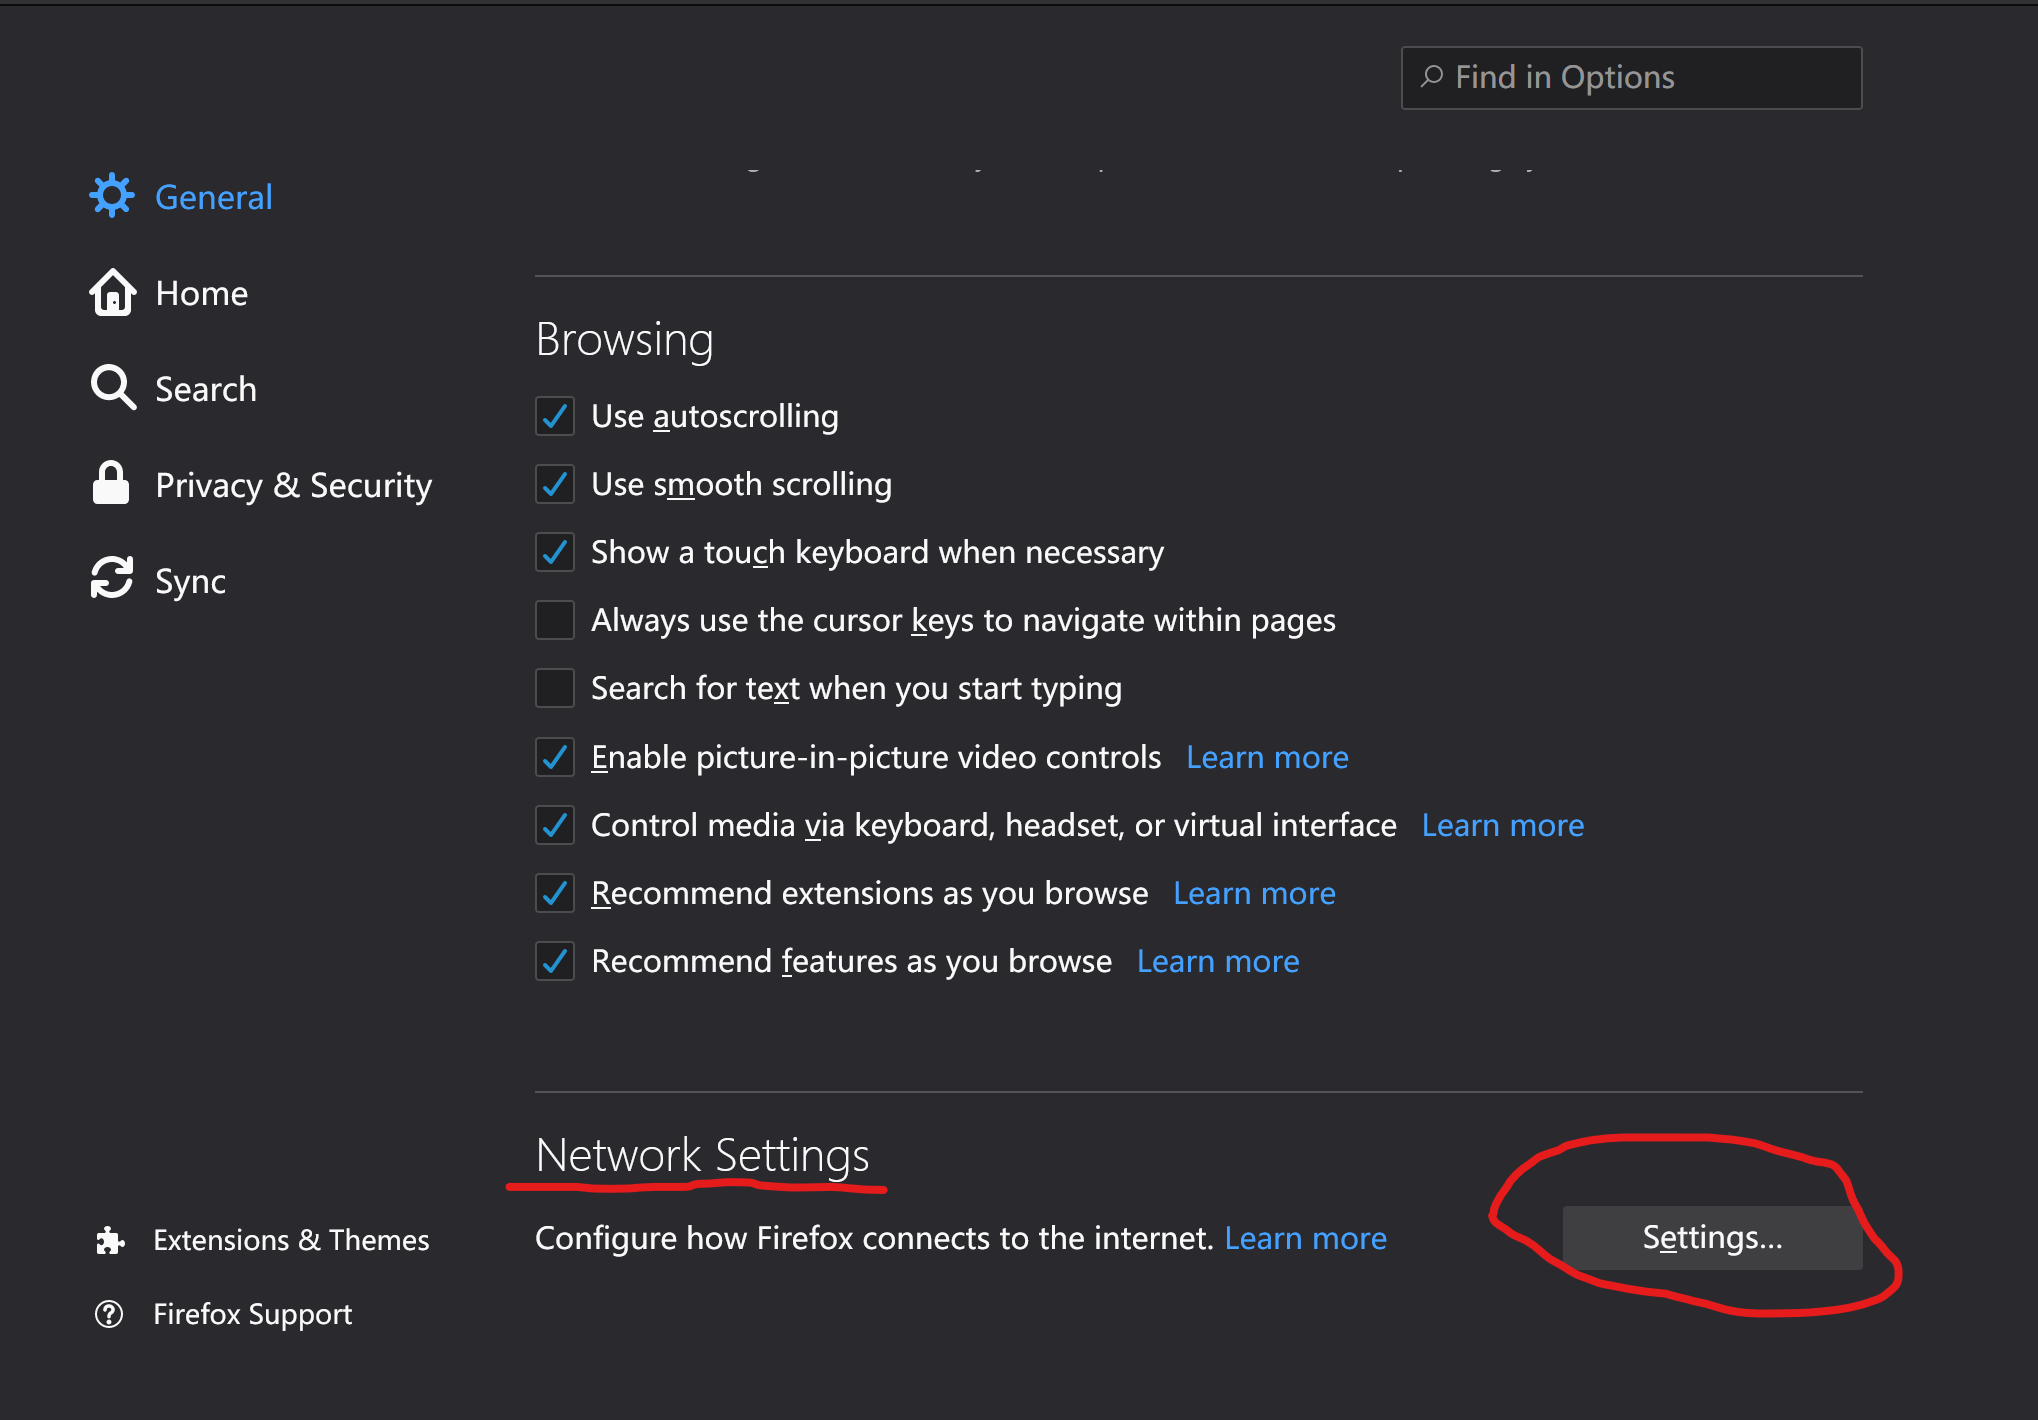 Find in Options
General
Home
Search
Privacy & Security
Sync
Browsing
Use autoscrolling
Use smooth scrolling
Show a touch keyboard when necessary
Always use the cursor keys to navigate within pages
Search for text when you start typing
Enable picture-in-picture video controls Learn more
Control media via keyboard, headset, or virtual interface Learn more
Recommend extensions as you browse Learn more
Recommend features as you browse Learn more
Network Settings
Configure how Firefox connects to the internet. Learn more
Settings...
Extensions & Themes
Firefox Support